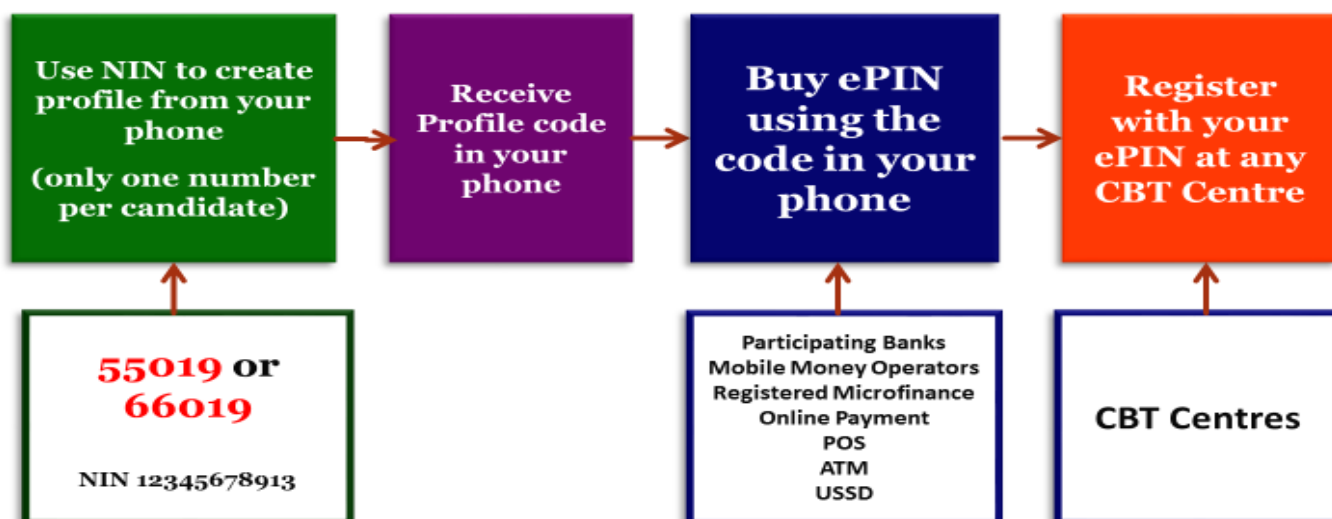 Use NIN to create
profile from your
phone
(only one number
per candidate)
Receive
Profile code
in your
phone
Buy ePIN
using the
code in your
phone
Register
with your
ePIN at any
CBT Centre
55019 or
66019
NIN 12345678913
Participating Banks
Mobile Money Operators
Registered Microfinance
Online Payment
POS
ATM
USSD
CBT Centres